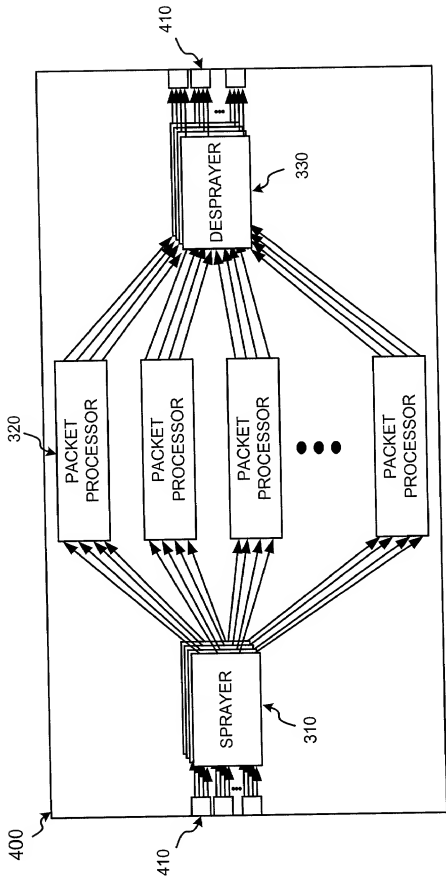 400
410
SPRAYER
310
320
PACKET
PROCESSOR
PACKET
PROCESSOR
PACKET
PROCESSOR
PACKET
PROCESSOR
DESPRAYER
330
410